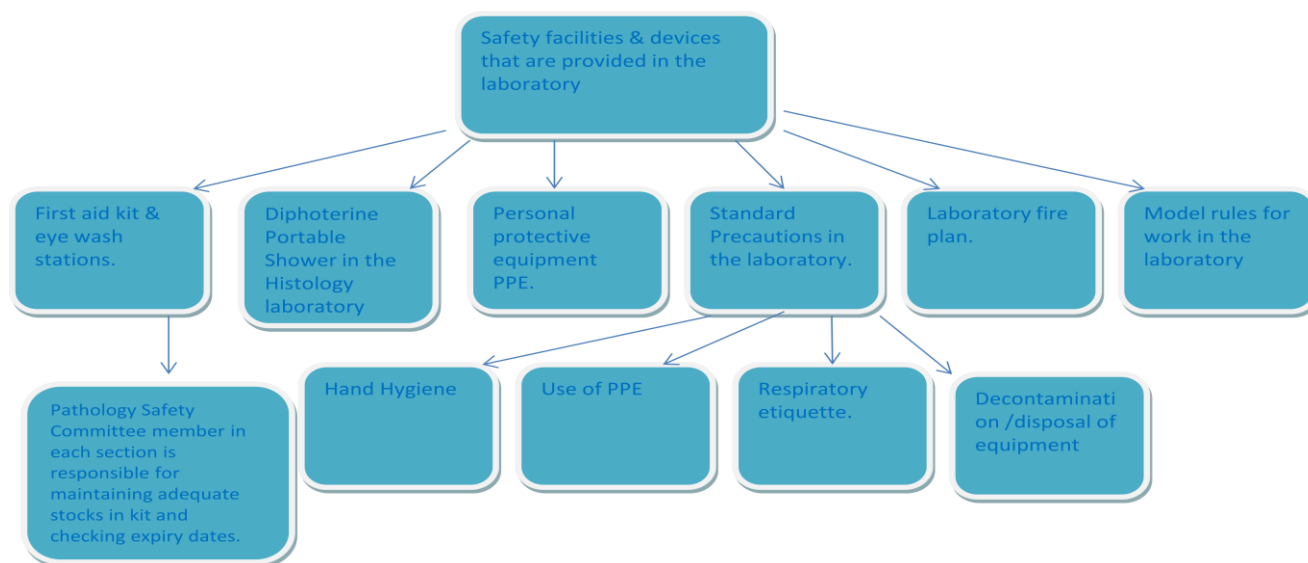 Safety facilities & devices
that are provided in the
laboratory
First aid kit &
eye wash
stations.
Diphoterine
Portable
Shower in the
Histology
laboratory
Personal
protective
equipment
PPE.
Standard
Precautions in
the laboratory.
Laboratory fire
plan.
Model rules for
work in the
laboratory
Pathology Safety
Committee member in
each section is
responsible for
maintaining adequate
stocks in kit and
checking expiry dates.
Hand Hygiene
Use of PPE
Respiratory
etiquette.
Decontaminati
on /disposal of
equipment